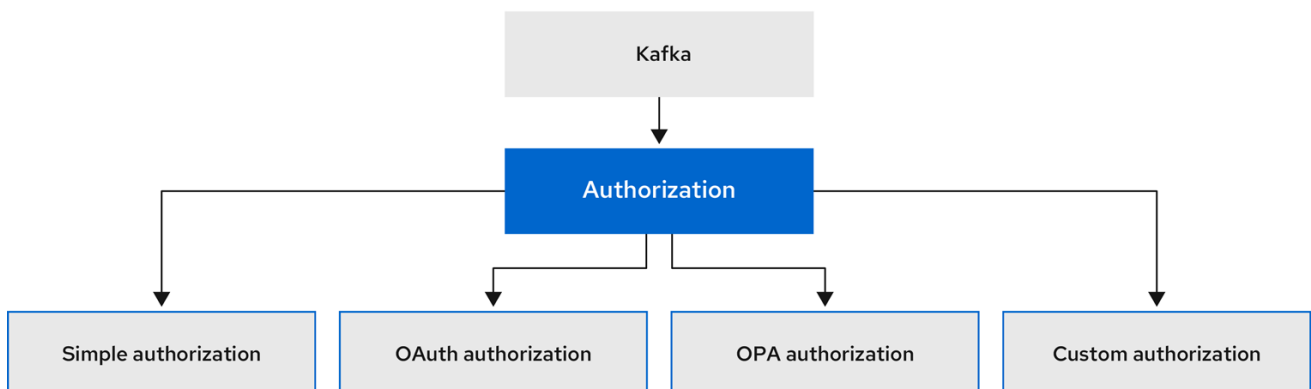 Kafka
Authorization
Simple authorization
OAuth authorization
OPA authorization
Custom authorization